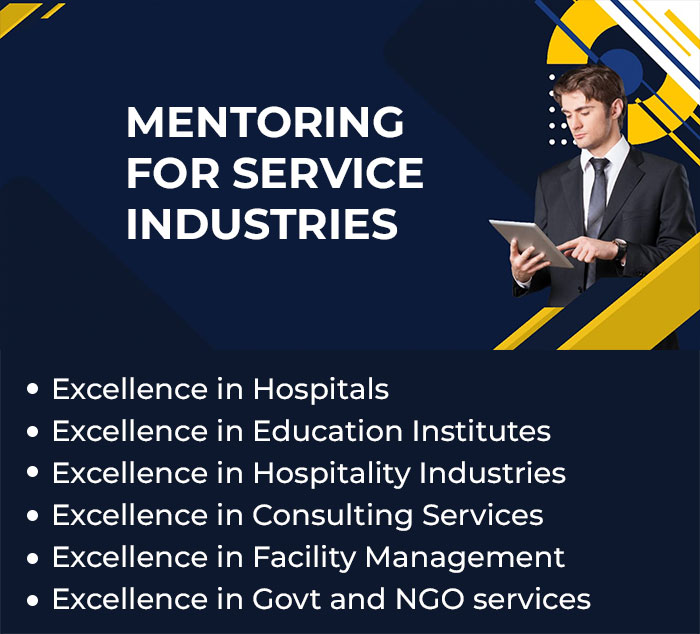 MENTORING
FOR SERVICE
INDUSTRIES
• Excellence in Hospitals
• Excellence in Education Institutes
• Excellence in Hospitality Industries
• Excellence in Consulting Services
• Excellence in Facility Management
• Excellence in Govt and NGO services